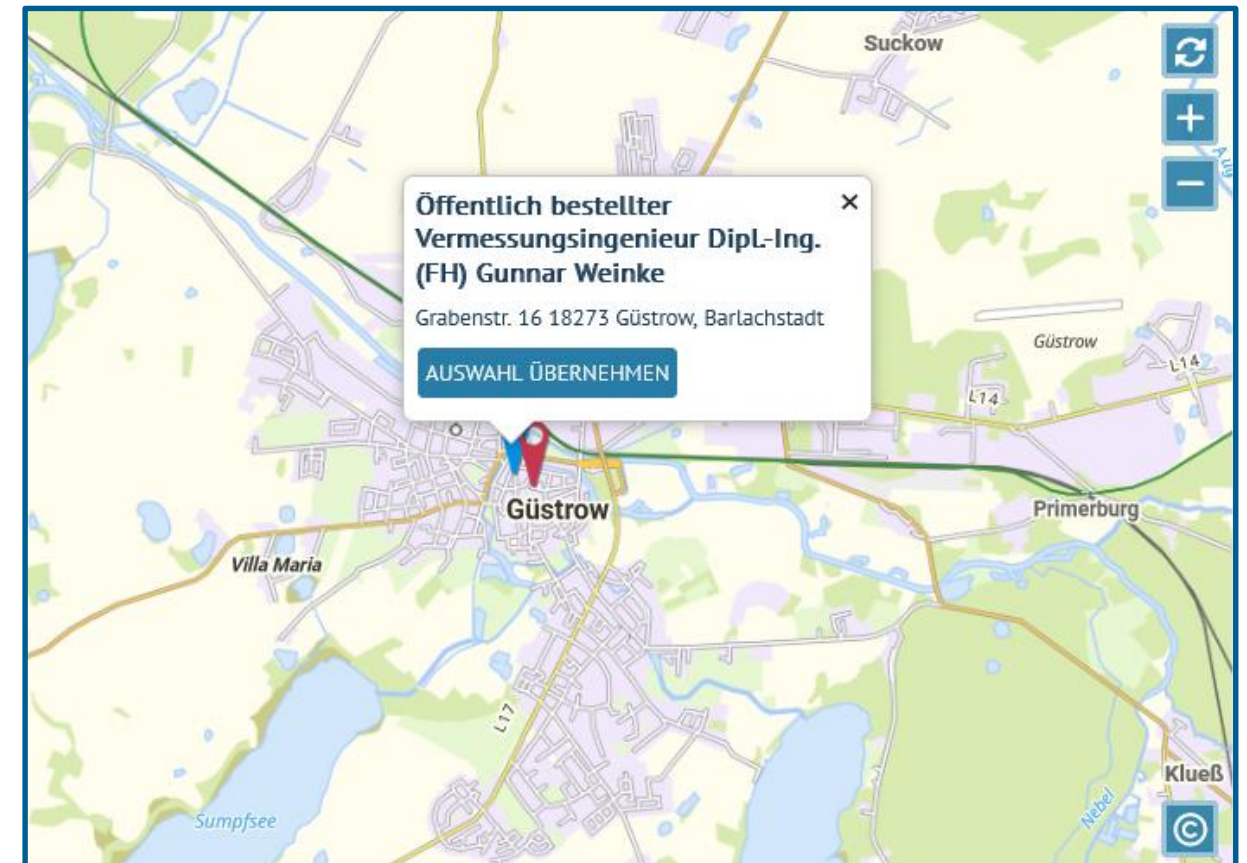 Suckow
Aug
Öffentlich bestellter
Vermessungsingenieur Dipl.-Ing.
(FH) Gunnar Weinke
×
Grabenstr. 16 18273 Güstrow, Barlachstadt
AUSWAHL ÜBERNEHMEN
Güstrow
L14
L14
Güstrow
Primerburg
Villa Maria
L17
Klueß
Sumpfsee
Nebel
©